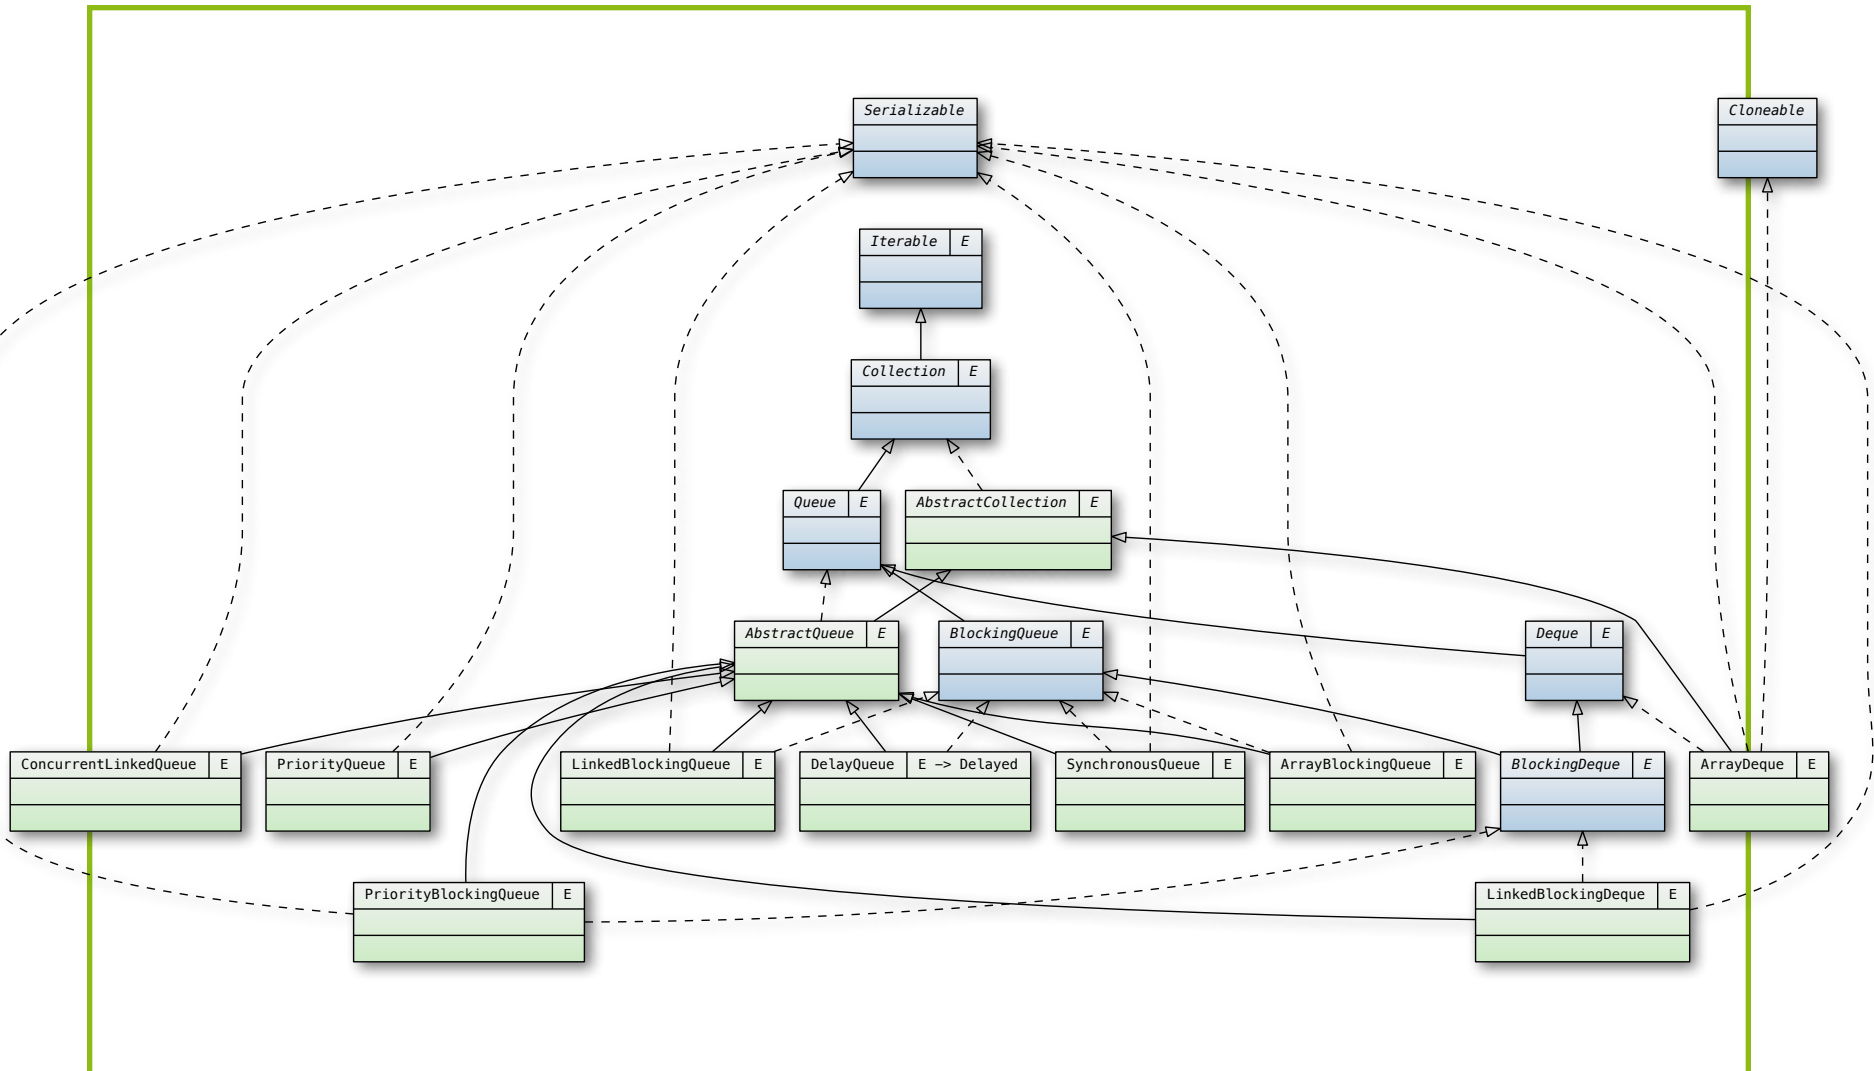 Serializable
Cloneable
Iterable E
Collection E
Queue E
AbstractCollection E
AbstractQueue E
BlockingQueue E
Deque E
ConcurrentLinkedQueue E
PriorityQueue E
LinkedBlockingQueue E
DelayQueue E −> Delayed
SynchronousQueue E
ArrayBlockingQueue E
BlockingDeque E
ArrayDeque E
PriorityBlockingQueue E
LinkedBlockingDeque E